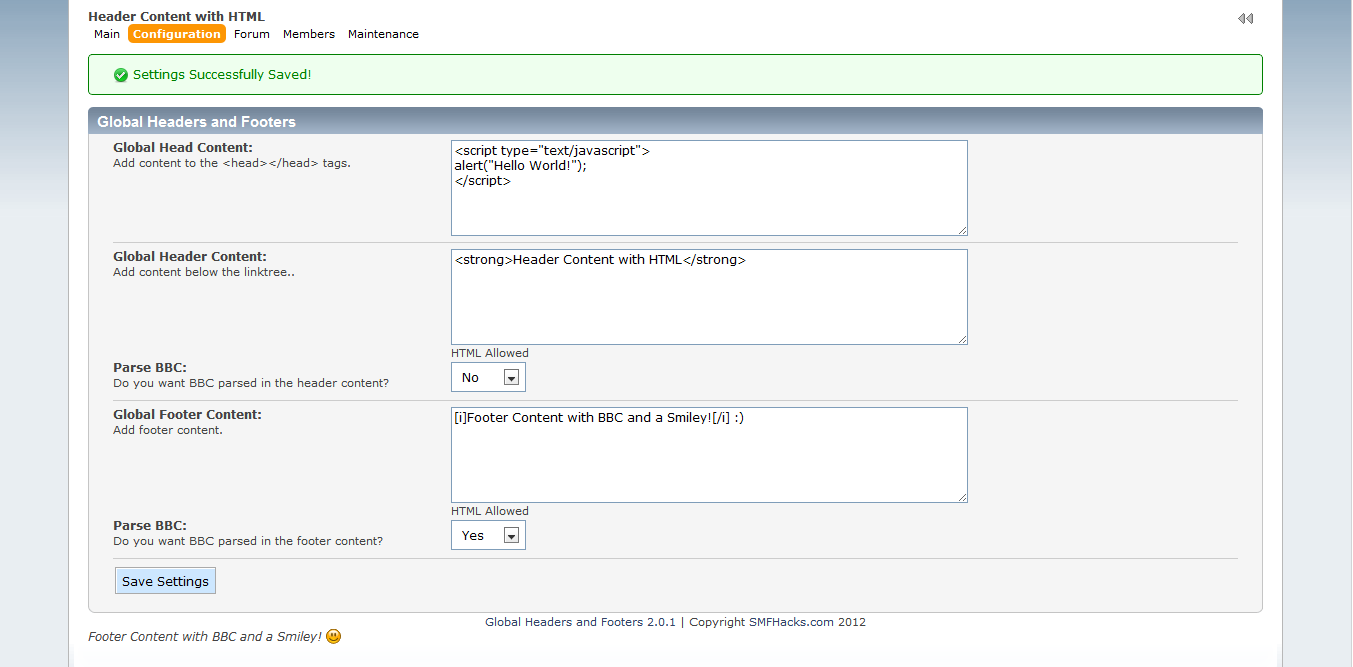 Header Content with HTML
Main Configuration Forum Members Maintenance
Settings Successfully Saved!
Global Headers and Footers
Global Head Content:
Add content to the <head></head> tags.
<script type="text/javascript">
alert("Hello World!");
</script>
Global Header Content:
Add content below the linktree..
<strong>Header Content with HTML</strong>
HTML Allowed
Parse BBC:
Do you want BBC parsed in the header content?
No
Global Footer Content:
Add footer content.
[i]Footer Content with BBC and a Smiley![/i] :)
HTML Allowed
Parse BBC:
Do you want BBC parsed in the footer content?
Yes
Save Settings
Global Headers and Footers 2.0.1 | Copyright SMFHacks.com 2012
Footer Content with BBC and a Smiley!